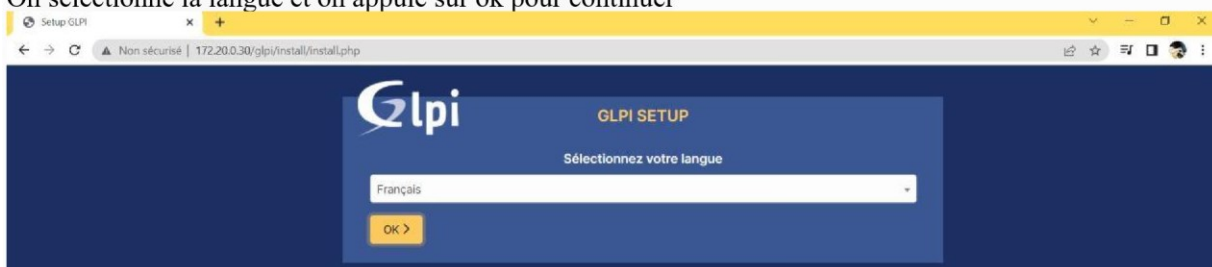 On sélectionne la langue et on appuie sur ok pour continuer
Setup GLPI
Non sécurisé | 172.20.0.30/glpi/install/install.php
Glpi
GLPI SETUP
Sélectionnez votre langue
Français
OK >